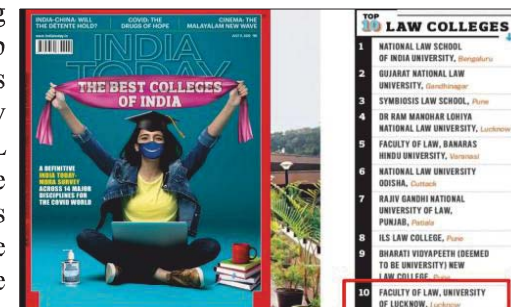 INDIA-CHINA: WILL
THE DETENTE HOLD?
COVID: THE
DRUGS OF HOPE
CINEMA: THE
MALAYALAM NEW WAVE
INDIA
TODAY
THE BEST COLLEGES
OF INDIA
A DEFINITIVE
INDIA TODAY-
MDRA SURVEY
ACROSS 14 MAJOR
DISCIPLINES FOR
THE COVID WORLD
TOP
10 LAW COLLEGES
1 NATIONAL LAW SCHOOL
OF INDIA UNIVERSITY, Bengaluru
2 GUJARAT NATIONAL LAW
UNIVERSITY, Gandhinagar
3 SYMBIOSIS LAW SCHOOL, Pune
4 DR RAM MANOHAR LOHIYA
NATIONAL LAW UNIVERSITY, Lucknow
5 FACULTY OF LAW, BANARAS
HINDU UNIVERSITY, Varanasi
6 NATIONAL LAW UNIVERSITY
ODISHA, Cuttack
7 RAJIV GANDHI NATIONAL
UNIVERSITY OF LAW,
PUNJAB, Patiala
8 ILS LAW COLLEGE, Pune
9 BHARATI VIDYAPEETH (DEEMED
TO BE UNIVERSITY) NEW
LAW COLLEGE, Pune
10 FACULTY OF LAW, UNIVERSITY
OF LUCKNOW, Lucknow